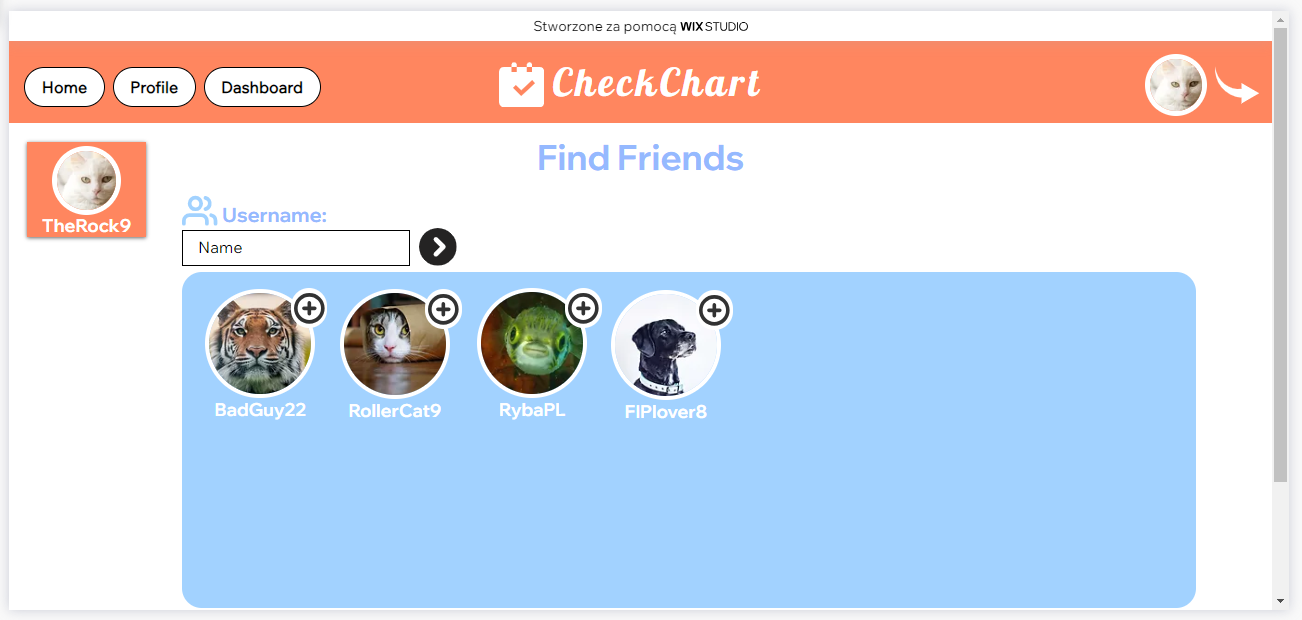 Stworzone za pomocą WIX STUDIO
Home
Profile
Dashboard
CheckChart
TheRock9
Find Friends
Username:
Name
BadGuy22
RollerCat9
RybaPL
FIPlover8